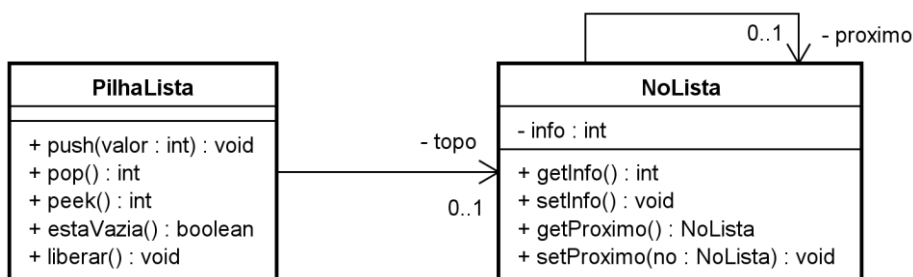 PilhaLista
+ push(valor : int) : void
+ pop() : int
+ peek() : int
+ estaVazia() : boolean
+ liberar() : void
- topo
0..1
0..1
- proximo
NoLista
- info : int
+ getInfo() : int
+ setInfo() : void
+ getProximo() : NoLista
+ setProximo(no : NoLista) : void